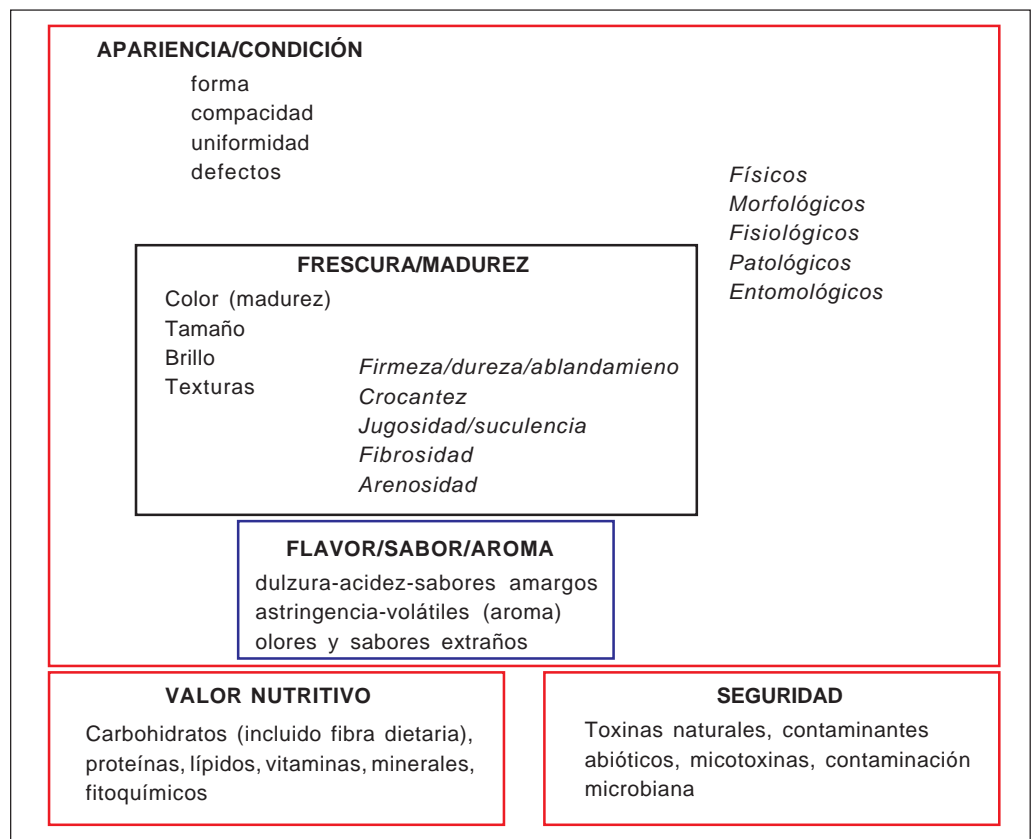 APARIENCIA/CONDICIÓN
forma
compacidad
uniformidad
defectos
Físicos
Morfológicos
Fisiológicos
Patológicos
Entomológicos
FRESCURA/MADUREZ
Color (madurez)
Tamaño
Brillo
Texturas
Firmeza/dureza/ablandamieno
Crocantez
Jugosidad/suculencia
Fibrosidad
Arenosidad
FLAVOR/SABOR/AROMA
dulzura-acidez-sabores amargos
astringencia-volátiles (aroma)
olores y sabores extraños
VALOR NUTRITIVO
Carbohidratos (incluido fibra dietaria),
proteínas, lípidos, vitaminas, minerales,
fitoquímicos
SEGURIDAD
Toxinas naturales, contaminantes
abióticos, micotoxinas, contaminación
microbiana